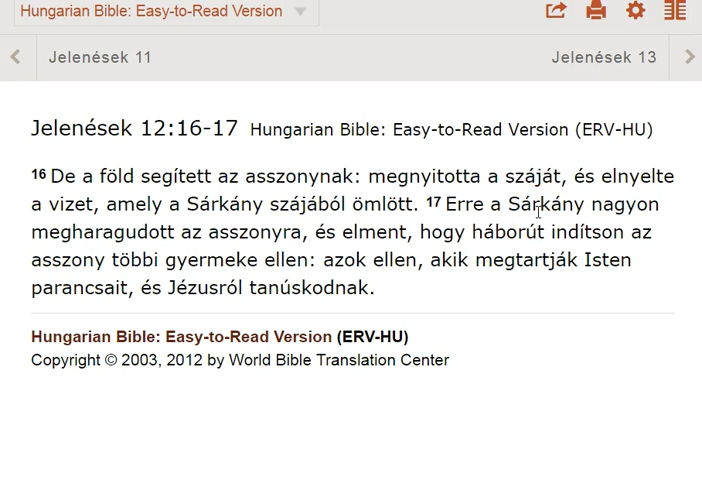 Hungarian Bible: Easy-to-Read Version
Jelenések 11
Jelenések 13
Jelenések 12:16-17 Hungarian Bible: Easy-to-Read Version (ERV-HU)
16 De a föld segített az asszonynak: megnyitotta a száját, és elnyelte
a vizet, amely a Sárkány szájából ömlött. 17 Erre a Sárkány nagyon
megharagudott az asszonyra, és elment, hogy háborút indítson az
asszony többi gyermeke ellen: azok ellen, akik megtartják Isten
parancsait, és Jézusról tanúskodnak.
Hungarian Bible: Easy-to-Read Version (ERV-HU)
Copyright © 2003, 2012 by World Bible Translation Center